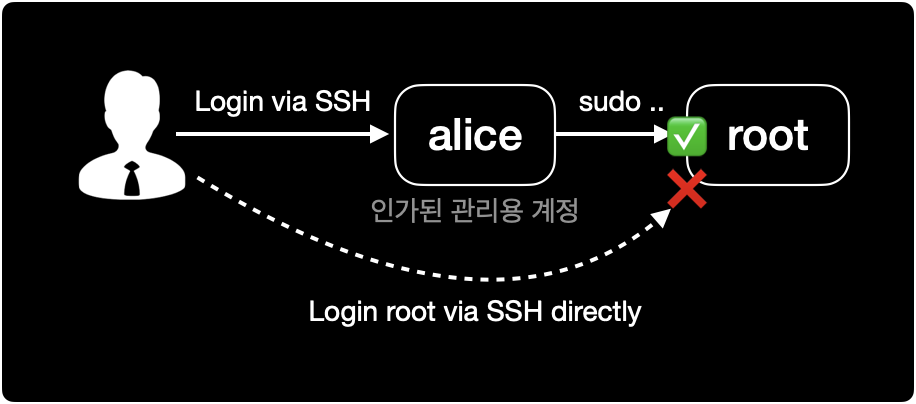 Login via SSH
sudo ..
alice
root
인가된 관리용 계정
Login root via SSH directly